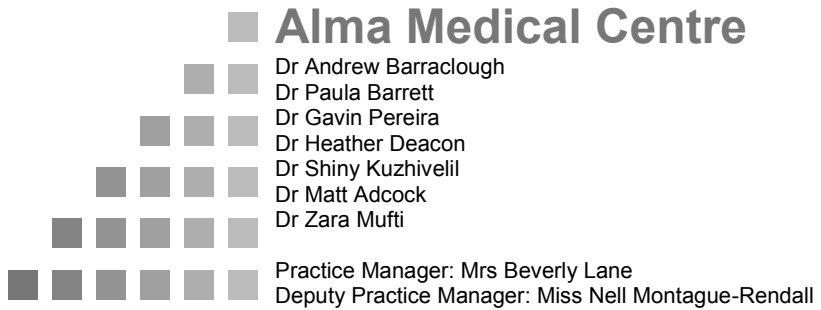 Alma Medical Centre
Dr Andrew Barraclough
Dr Paula Barrett
Dr Gavin Pereira
Dr Heather Deacon
Dr Shiny Kuzhivelil
Dr Matt Adcock
Dr Zara Mufti
Practice Manager: Mrs Beverly Lane
Deputy Practice Manager: Miss Nell Montague-Rendall